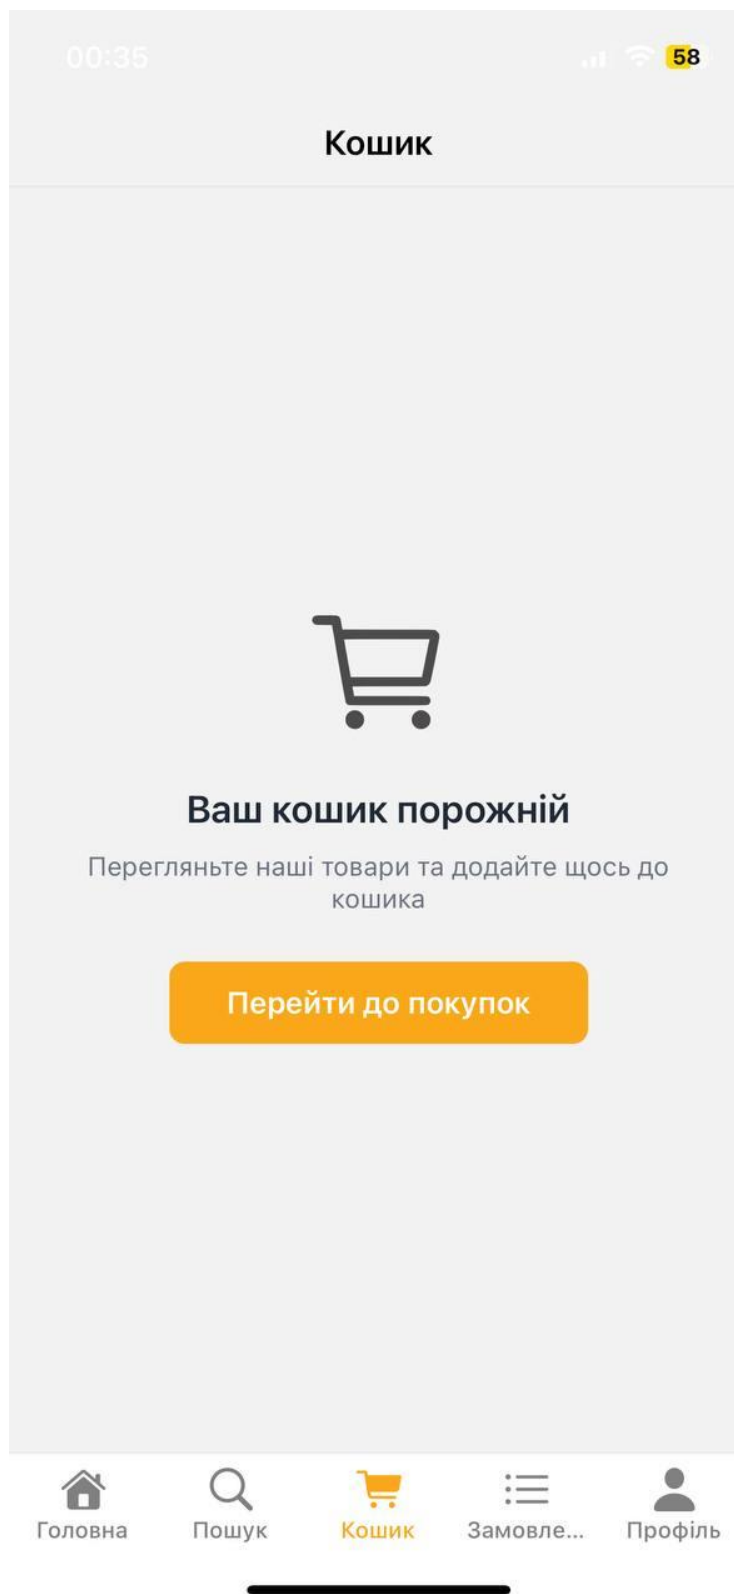 00:35
58
Кошик
Ваш кошик порожній
Перегляньте наші товари та додайте щось до
кошика
Перейти до покупок
Головна
Пошук
Кошик
Замовле...
Профіль